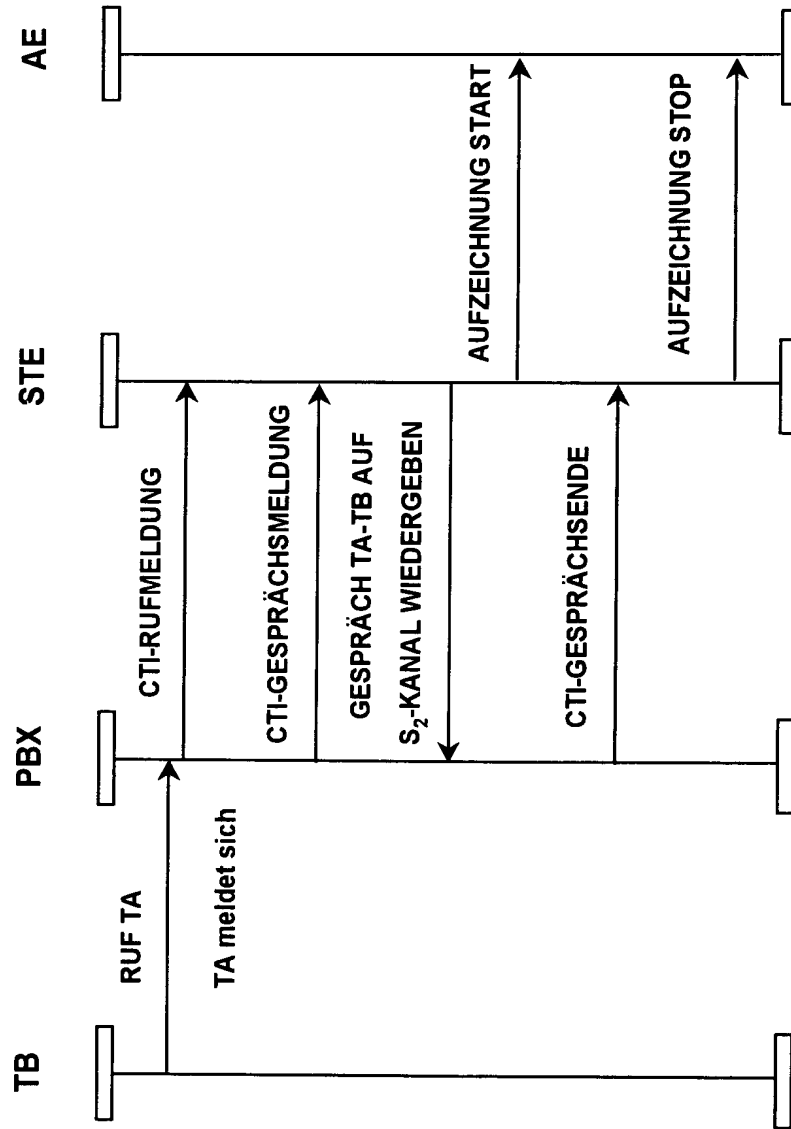 TB
PBX
STE
AE
RUF TA
TA meldet sich
CTI-RUFMELDUNG
CTI-GESPRÄCHSMELDUNG
GESPRÄCH TA-TB AUF
S₂-KANAL WIEDERGEBEN
AUFZEICHNUNG START
CTI-GESPRÄCHSENDE
AUFZEICHNUNG STOP